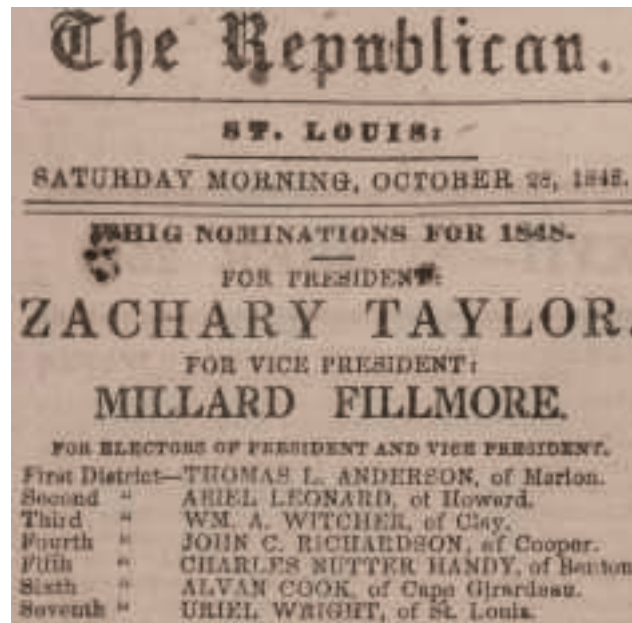 The Republican.
ST. LOUIS:
SATURDAY MORNING, OCTOBER 28, 1848.
WHIG NOMINATIONS FOR 1848.
FOR PRESIDENT:
ZACHARY TAYLOR.
FOR VICE PRESIDENT:
MILLARD FILLMORE.
FOR ELECTORS OF PRESIDENT AND VICE PRESIDENT.
First District—THOMAS L. ANDERSON, of Marion.
Second " ABIEL LEONARD, of Howard.
Third " WM. A. WITCHER, of Clay.
Fourth " JOHN C. RICHARDSON, of Cooper.
Fifth " CHARLES NUTTER HANDY, of Benton
Sixth " ALVAN COOK, of Cape Girardeau.
Seventh " URIEL WRIGHT, of St. Louis.